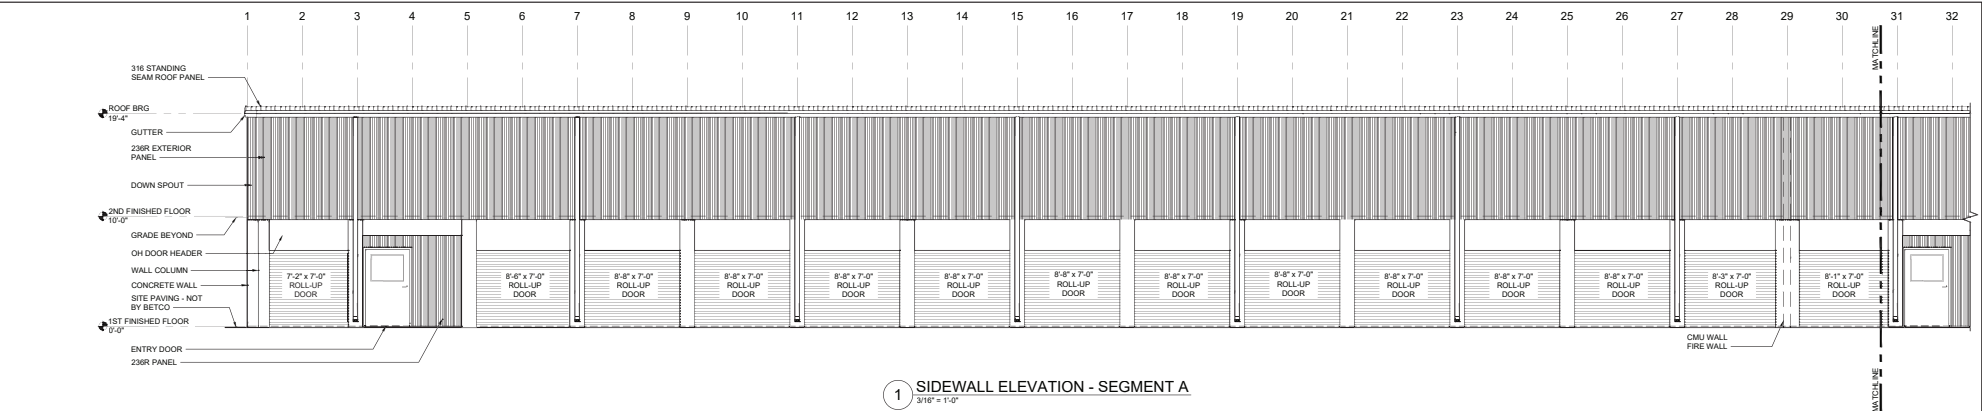 1 2 3 4 5 6 7 8 9 10 11 12 13 14 15 16 17 18 19 20 21 22 23 24 25 26 27 28 29 30 31 32
MATCHLINE
316 STANDING
SEAM ROOF PANEL
ROOF BRG
19'-4"
GUTTER
236R EXTERIOR
PANEL
DOWN SPOUT
2ND FINISHED FLOOR
10'-0"
GRADE BEYOND
OH DOOR HEADER
WALL COLUMN
CONCRETE WALL
SITE PAVING - NOT
BY BETCO
1ST FINISHED FLOOR
0'-0"
ENTRY DOOR
236R PANEL
7'-2" x 7'-0"
ROLL-UP
DOOR
8'-6" x 7'-0"
ROLL-UP
DOOR
8'-8" x 7'-0"
ROLL-UP
DOOR
8'-8" x 7'-0"
ROLL-UP
DOOR
8'-8" x 7'-0"
ROLL-UP
DOOR
8'-8" x 7'-0"
ROLL-UP
DOOR
8'-8" x 7'-0"
ROLL-UP
DOOR
8'-8" x 7'-0"
ROLL-UP
DOOR
8'-8" x 7'-0"
ROLL-UP
DOOR
8'-8" x 7'-0"
ROLL-UP
DOOR
8'-8" x 7'-0"
ROLL-UP
DOOR
8'-8" x 7'-0"
ROLL-UP
DOOR
8'-3" x 7'-0"
ROLL-UP
DOOR
8'-1" x 7'-0"
ROLL-UP
DOOR
CMU WALL
FIRE WALL
MATCHLINE
1
SIDEWALL ELEVATION - SEGMENT A
3/16" = 1'-0"